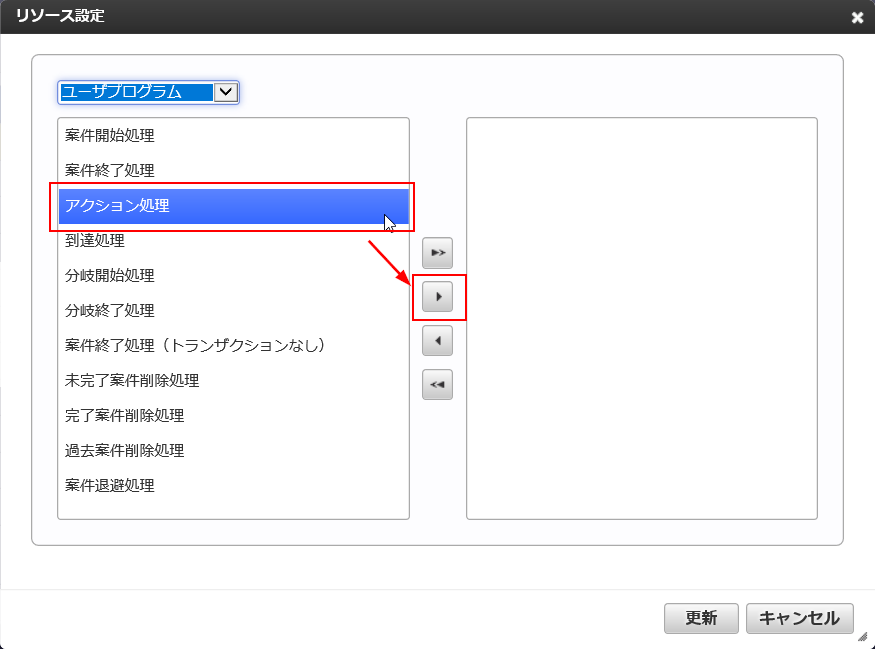 リソース設定
ユーザプログラム
案件開始処理
案件終了処理
アクション処理
到達処理
分岐開始処理
分岐終了処理
案件終了処理（トランザクションなし）
未完了案件削除処理
完了案件削除処理
過去案件削除処理
案件退避処理
更新
キャンセル